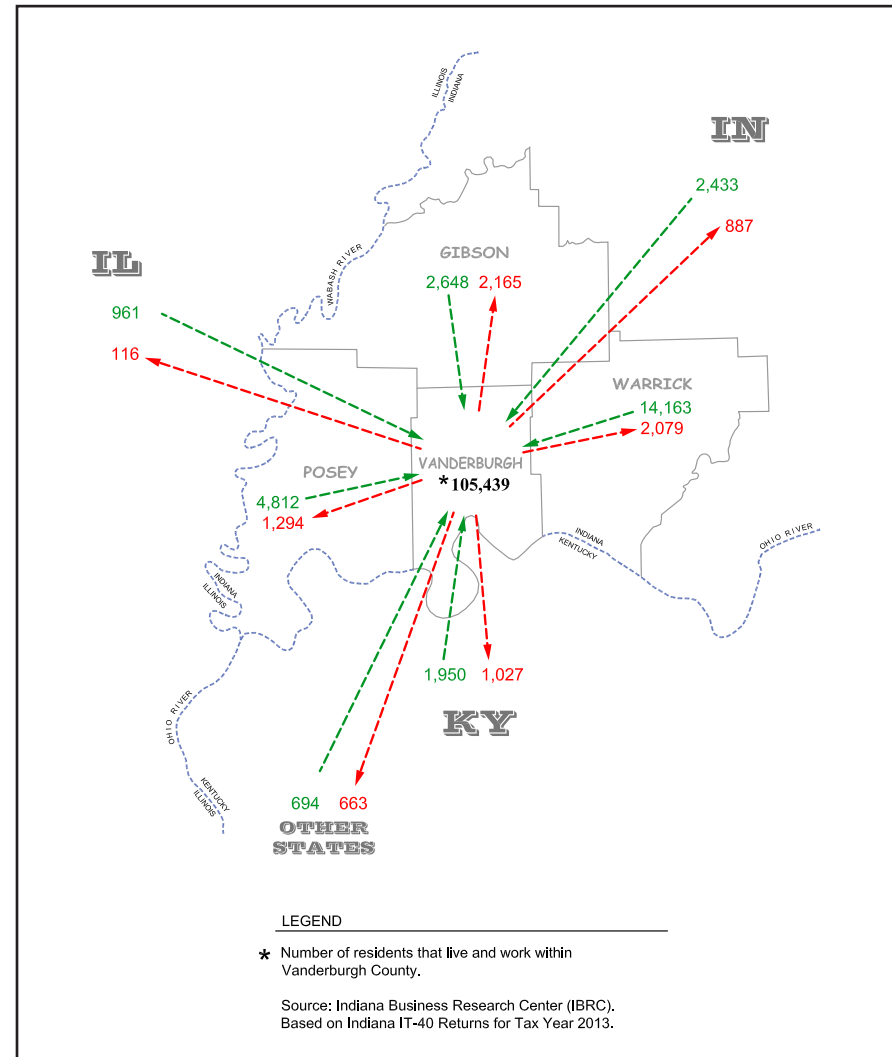 ILLINOIS
INDIANA
IN
2,433
887
WABASH RIVER
GIBSON
2,648 2,165
IL
961
116
WARRICK
14,163
2,079
VANDERBURGH
*105,439
POSEY
4,812
1,294
INDIANA
KENTUCKY
OHIO RIVER
INDIANA
ILLINOIS
1,950 1,027
KY
OHIO RIVER
KENTUCKY
ILLINOIS
694 663
OTHER
STATES
LEGEND
* Number of residents that live and work within
Vanderburgh County.
Source: Indiana Business Research Center (IBRC).
Based on Indiana IT-40 Returns for Tax Year 2013.